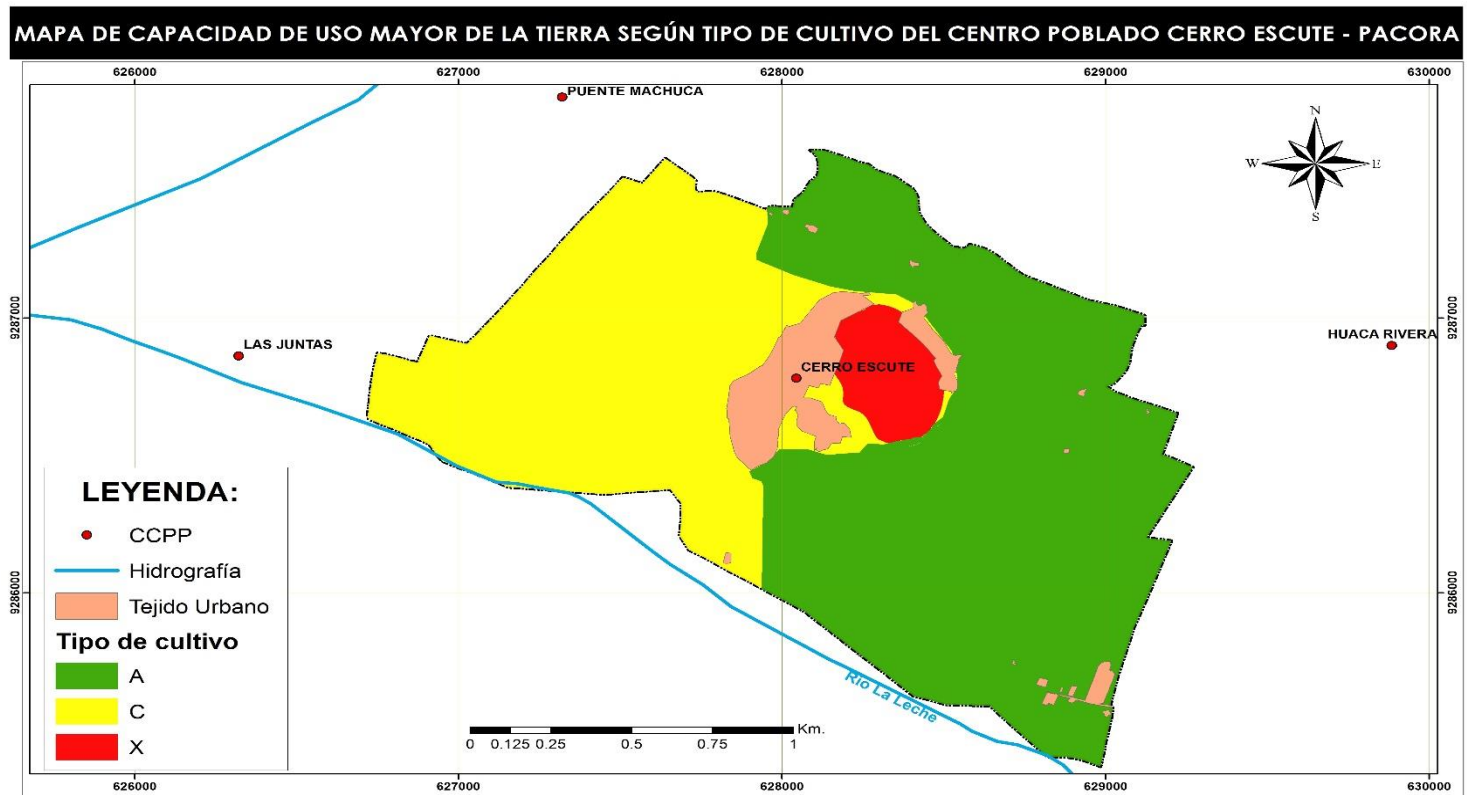 MAPA DE CAPACIDAD DE USO MAYOR DE LA TIERRA SEGÚN TIPO DE CULTIVO DEL CENTRO POBLADO CERRO ESCUTE - PACORA
626000 627000 628000 629000 630000
PUENTE MACHUCA
N
W E
S
9287000 9287000
LAS JUNTAS
HUACA RIVERA
CERRO ESCUTE
LEYENDA:
CCPP
Hidrografía
Tejido Urbano
Tipo de cultivo
A
C
X
9286000 9286000
Río La Leche
Km.
0 0.125 0.25 0.5 0.75 1
626000 627000 628000 629000 630000